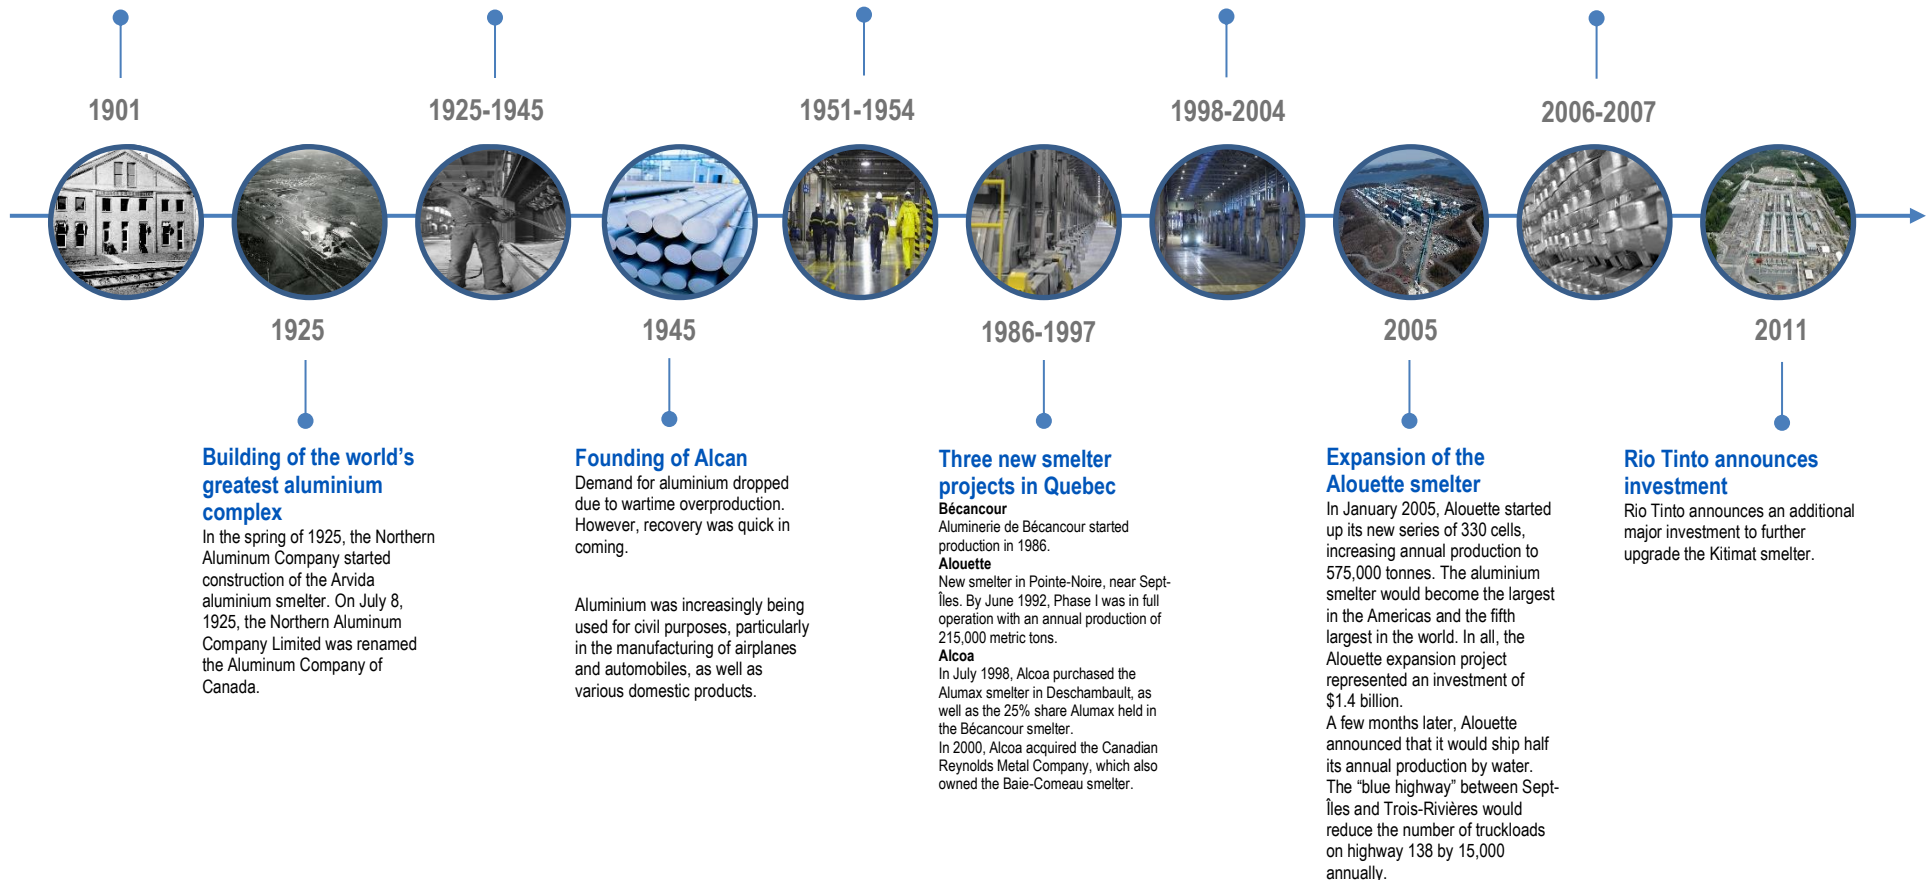 1901
1925-1945
1951-1954
1998-2004
2006-2007
1925
1945
1986-1997
2005
2011
Building of the world’s
greatest aluminium
complex
In the spring of 1925, the Northern
Aluminum Company started
construction of the Arvida
aluminium smelter. On July 8,
1925, the Northern Aluminum
Company Limited was renamed
the Aluminum Company of
Canada.
Founding of Alcan
Demand for aluminium dropped
due to wartime overproduction.
However, recovery was quick in
coming.
Aluminium was increasingly being
used for civil purposes, particularly
in the manufacturing of airplanes
and automobiles, as well as
various domestic products.
Three new smelter
projects in Quebec
Bécancour
Aluminerie de Bécancour started
production in 1986.
Alouette
New smelter in Pointe-Noire, near Sept-
Îles. By June 1992, Phase I was in full
operation with an annual production of
215,000 metric tons.
Alcoa
In July 1998, Alcoa purchased the
Alumax smelter in Deschambault, as
well as the 25% share Alumax held in
the Bécancour smelter.
In 2000, Alcoa acquired the Canadian
Reynolds Metal Company, which also
owned the Baie-Comeau smelter.
Expansion of the
Alouette smelter
In January 2005, Alouette started
up its new series of 330 cells,
increasing annual production to
575,000 tonnes. The aluminium
smelter would become the largest
in the Americas and the fifth
largest in the world. In all, the
Alouette expansion project
represented an investment of
$1.4 billion.
A few months later, Alouette
announced that it would ship half
its annual production by water.
The “blue highway” between Sept-
Îles and Trois-Rivières would
reduce the number of truckloads
on highway 138 by 15,000
annually.
Rio Tinto announces
investment
Rio Tinto announces an additional
major investment to further
upgrade the Kitimat smelter.